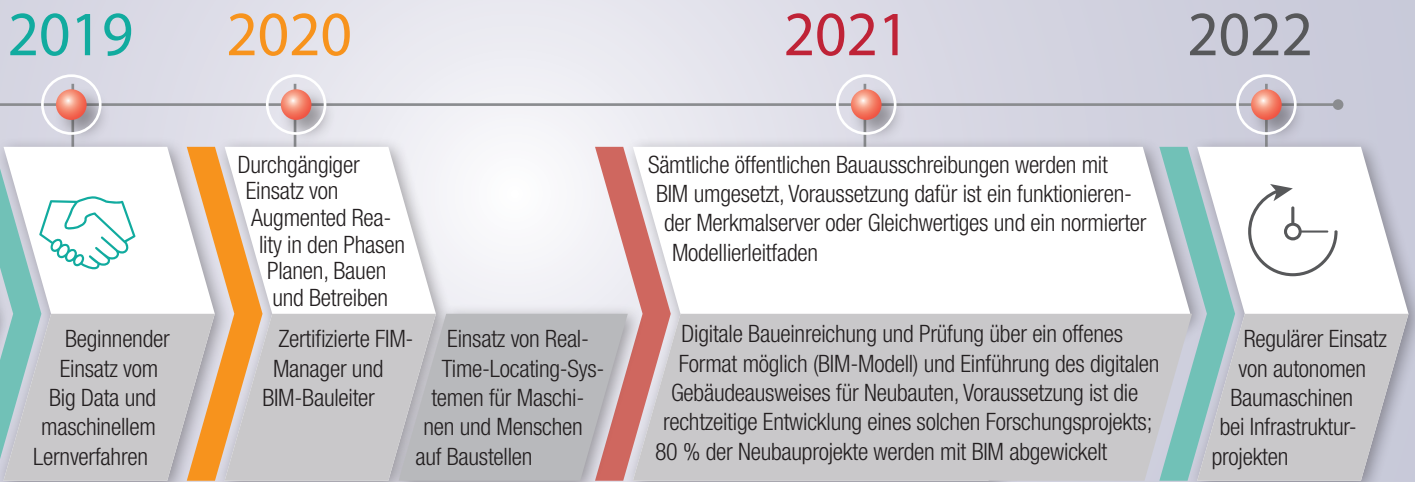 2019
2020
2021
2022
Beginnender
Einsatz vom
Big Data und
maschinellem
Lernverfahren
Durchgängiger
Einsatz von
Augmented Rea-
lity in den Phasen
Planen, Bauen
und Betreiben
Zertifizierte FIM-
Manager und
BIM-Bauleiter
Einsatz von Real-
Time-Locating-Sys-
temen für Maschi-
nen und Menschen
auf Baustellen
Sämtliche öffentlichen Bauausschreibungen werden mit
BIM umgesetzt, Voraussetzung dafür ist ein funktionieren-
der Merkmalserver oder Gleichwertiges und ein normierter
Modellierleitfaden
Digitale Baueinreichung und Prüfung über ein offenes
Format möglich (BIM-Modell) und Einführung des digitalen
Gebäudeausweises für Neubauten, Voraussetzung ist die
rechtzeitige Entwicklung eines solchen Forschungsprojekts;
80 % der Neubauprojekte werden mit BIM abgewickelt
Regulärer Einsatz
von autonomen
Baumaschinen
bei Infrastruktur-
projekten